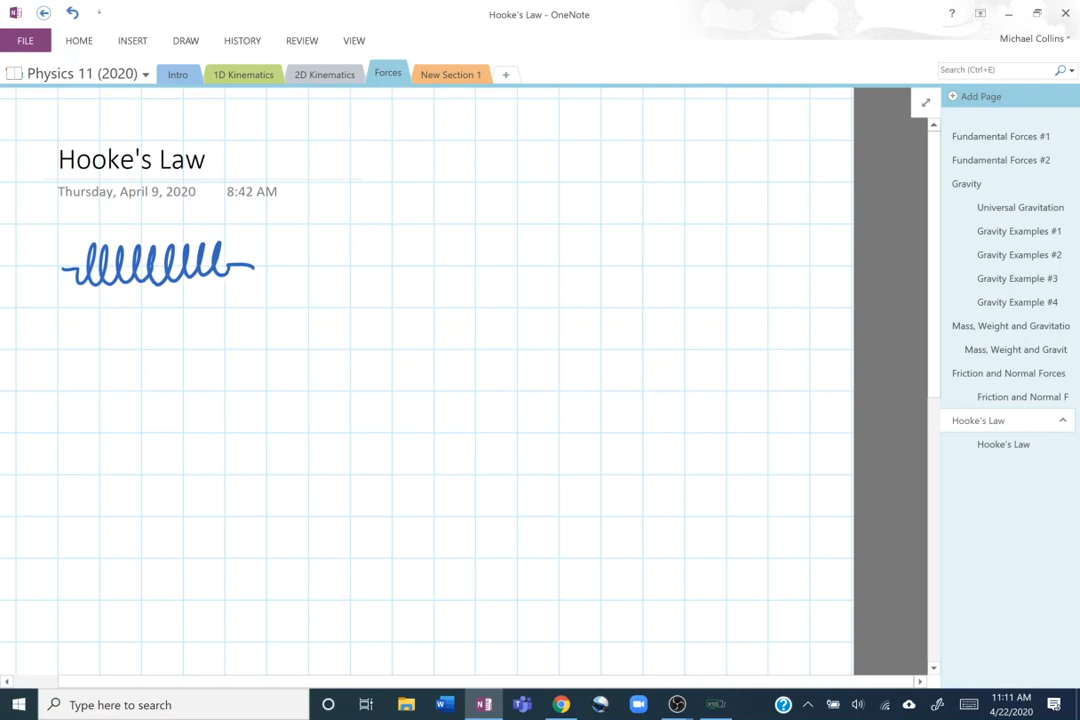 Hooke's Law - OneNote
?
Michael Collins
FILE HOME INSERT DRAW HISTORY REVIEW VIEW
Physics 11 (2020) Intro 1D Kinematics 2D Kinematics Forces New Section 1 +
Search (Ctrl+E)
Add Page
Fundamental Forces #1
Fundamental Forces #2
Gravity
Universal Gravitation
Gravity Examples #1
Gravity Examples #2
Gravity Example #3
Gravity Example #4
Mass, Weight and Gravitatio
Mass, Weight and Gravit
Friction and Normal Forces
Friction and Normal F
Hooke's Law
Hooke's Law
Hooke's Law
Thursday, April 9, 2020 8:42 AM
Type here to search
11:11 AM
4/22/2020